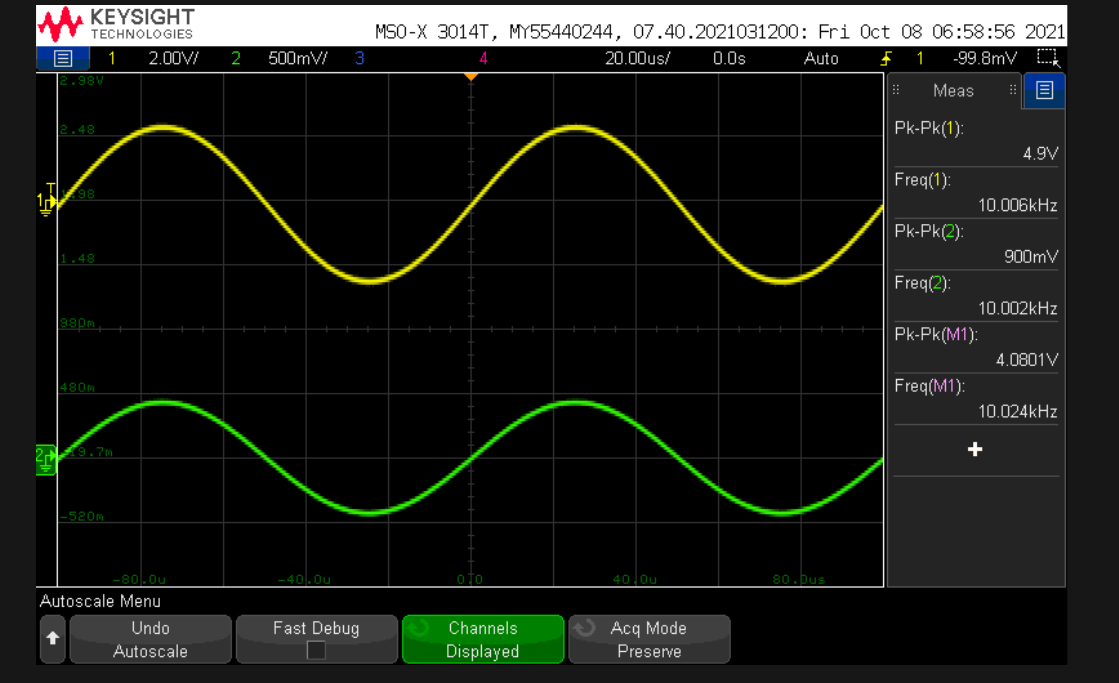 KEYSIGHT
TECHNOLOGIES
MSO-X 3014T, MY55440244, 07.40.2021031200: Fri Oct 08 06:58:56 2021
1 2.00V/ 2 500mV/ 3 4 20.00us/ 0.0s Auto 1 -99.8mV
2.98V
2.48
T
1
1.98
1.48
980m
480m
2
-19.7m
-520m
-80.0u -40.0u 0.0 40.0u 80.0us
Meas
Pk-Pk(1):
4.9V
Freq(1):
10.006kHz
Pk-Pk(2):
900mV
Freq(2):
10.002kHz
Pk-Pk(M1):
4.0801V
Freq(M1):
10.024kHz
+
Autoscale Menu
Undo
Autoscale
Fast Debug
Channels
Displayed
Acq Mode
Preserve